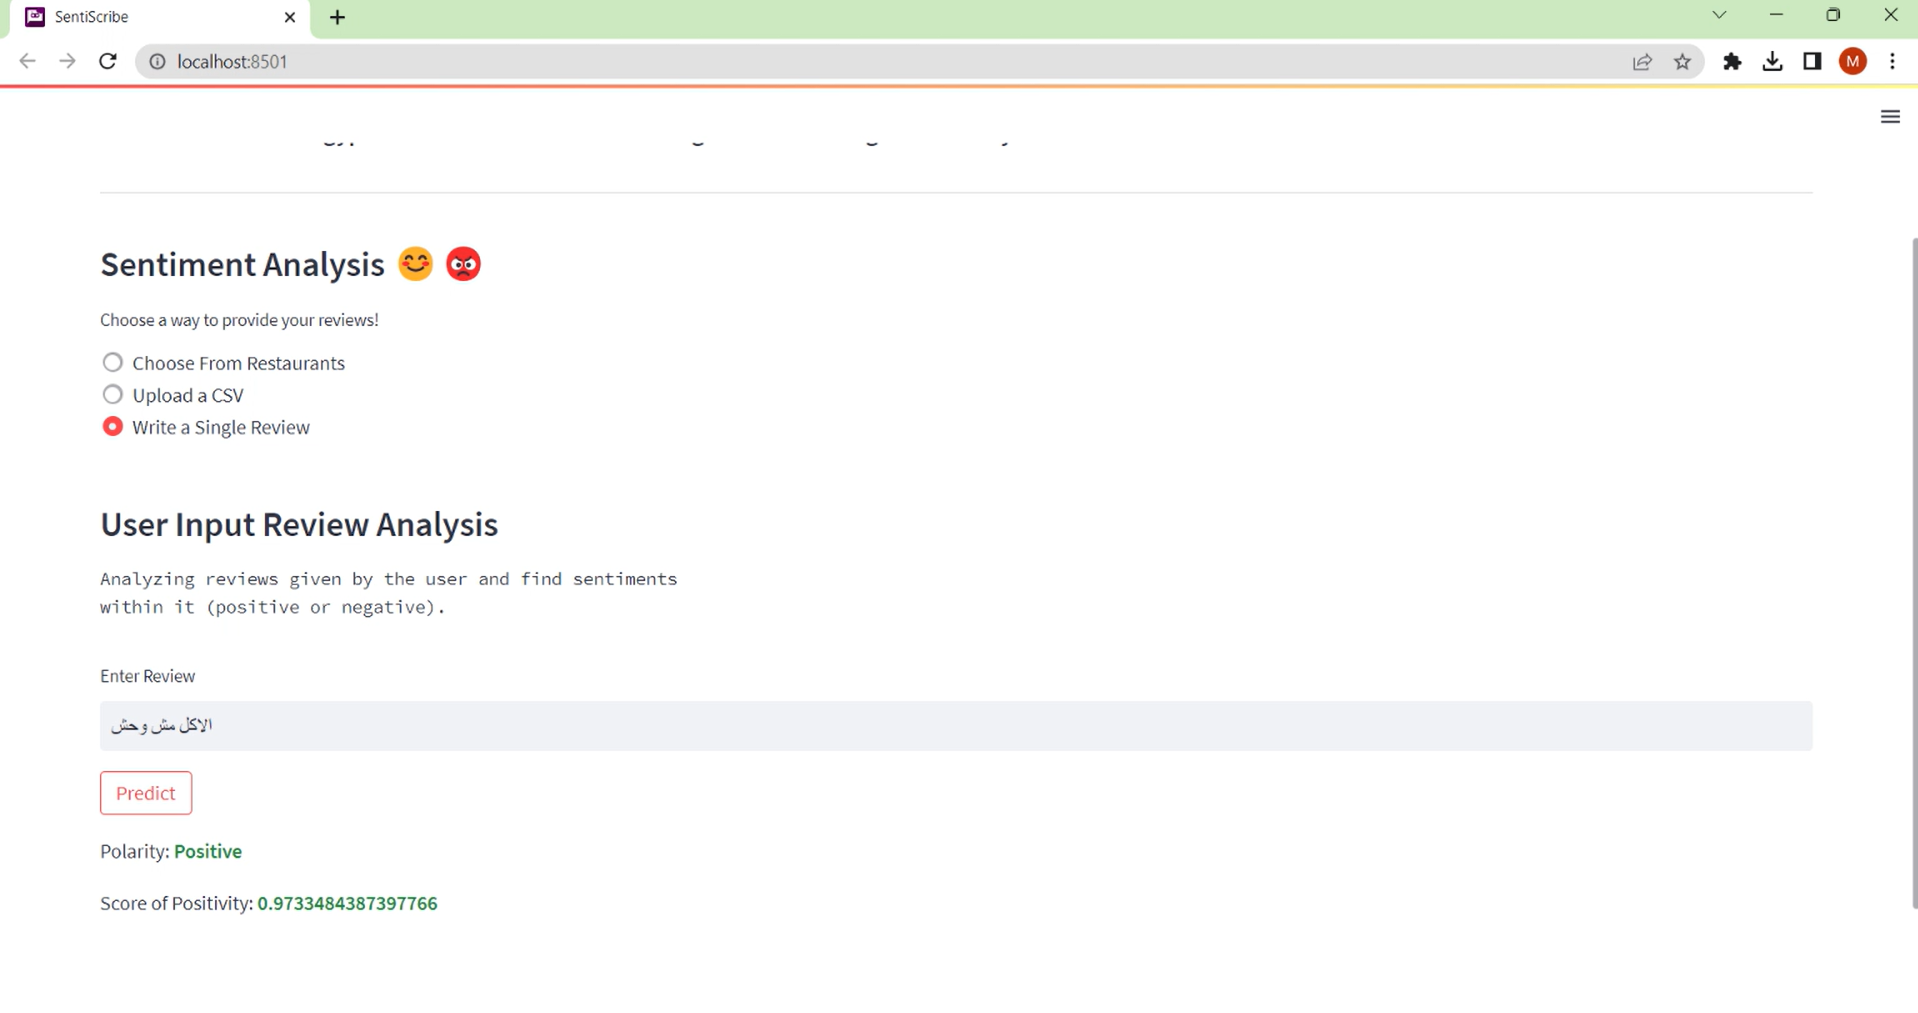 SentiScribe
localhost:8501
M
Sentiment Analysis 😊 😡
Choose a way to provide your reviews!
Choose From Restaurants
Upload a CSV
Write a Single Review
User Input Review Analysis
Analyzing reviews given by the user and find sentiments
within it (positive or negative).
Enter Review
الاكل مش وحش
Predict
Polarity: Positive
Score of Positivity: 0.9733484387397766